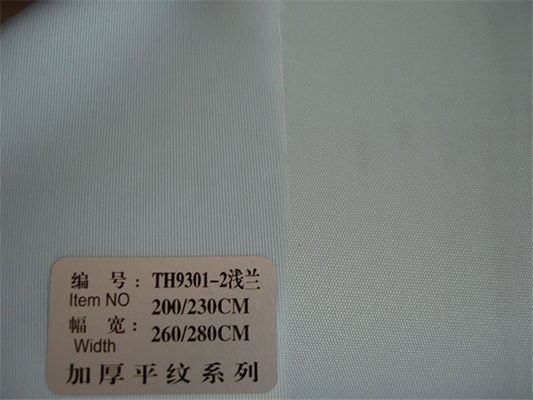 编 号: TH9301-2浅兰
Item NO 200/230CM
幅 宽: 260/280CM
Width
加厚平纹系列